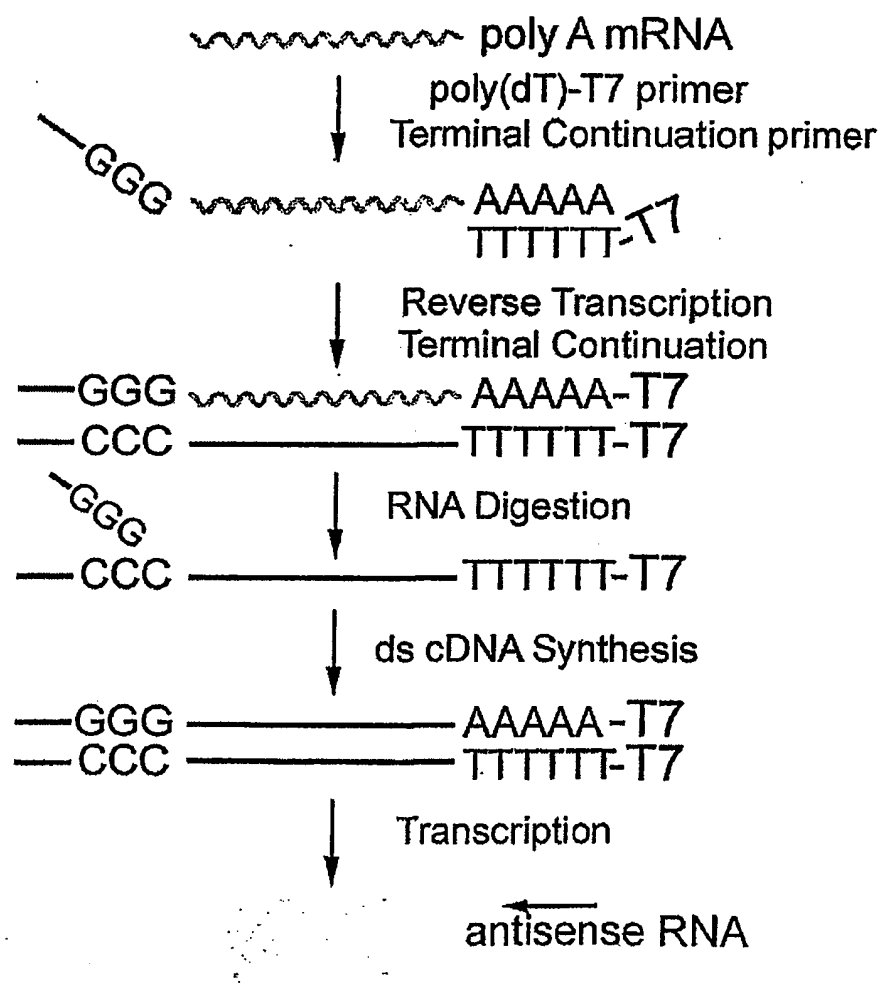 poly A mRNA
poly(dT)-T7 primer
Terminal Continuation primer
GGG
AAAAA
TTTTTT-T7
Reverse Transcription
Terminal Continuation
GGG AAAAA-T7
CCC TTTTTT-T7
GGG
RNA Digestion
CCC TTTTTT-T7
ds cDNA Synthesis
GGG AAAAA-T7
CCC TTTTTT-T7
Transcription
antisense RNA